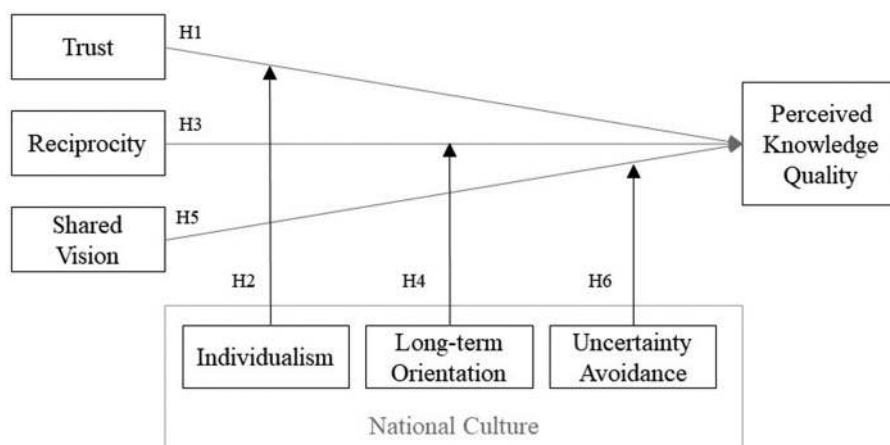 H1
Trust
Perceived
Knowledge
Quality
H3
Reciprocity
H5
Shared
Vision
H2
H4
H6
Individualism
Long-term
Orientation
Uncertainty
Avoidance
National Culture